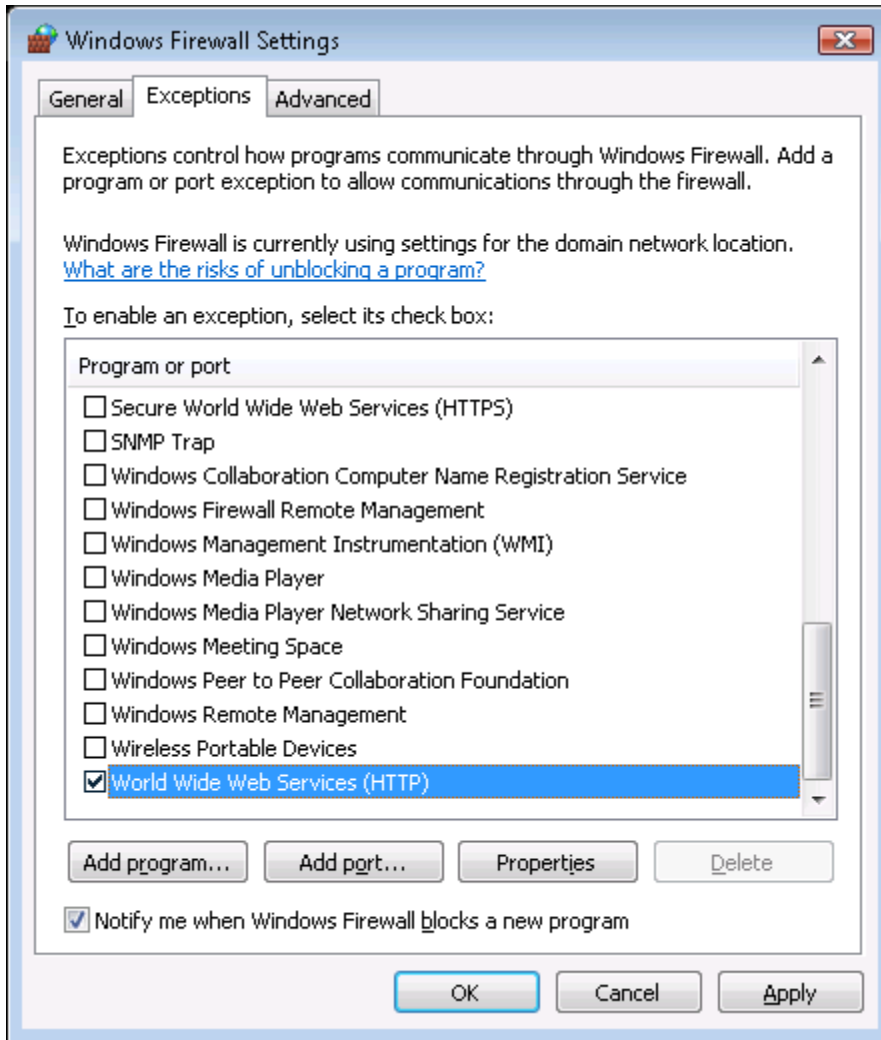 Windows Firewall Settings
General
Exceptions
Advanced
Exceptions control how programs communicate through Windows Firewall. Add a
program or port exception to allow communications through the firewall.
Windows Firewall is currently using settings for the domain network location.
What are the risks of unblocking a program?
To enable an exception, select its check box:
Program or port
Secure World Wide Web Services (HTTPS)
SNMP Trap
Windows Collaboration Computer Name Registration Service
Windows Firewall Remote Management
Windows Management Instrumentation (WMI)
Windows Media Player
Windows Media Player Network Sharing Service
Windows Meeting Space
Windows Peer to Peer Collaboration Foundation
Windows Remote Management
Wireless Portable Devices
World Wide Web Services (HTTP)
Add program...
Add port...
Properties
Delete
Notify me when Windows Firewall blocks a new program
OK
Cancel
Apply